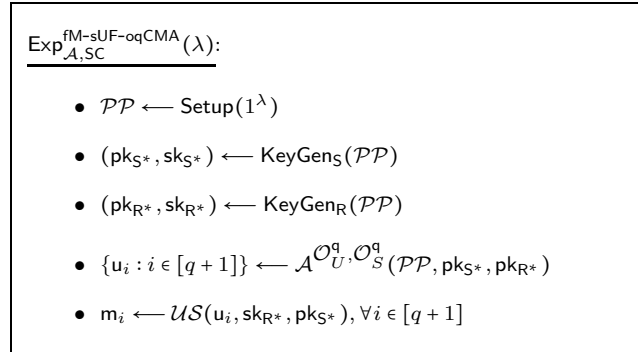 Exp^{fM-sUF-oqCMA}_{𝒜,SC}(λ):
• 𝒫𝒫 ⟵ Setup(1^λ)
• (pk_{S*}, sk_{S*}) ⟵ KeyGen_S(𝒫𝒫)
• (pk_{R*}, sk_{R*}) ⟵ KeyGen_R(𝒫𝒫)
• {u_i : i ∈ [q + 1]} ⟵ 𝒜^{𝒪^q_U, 𝒪^q_S}(𝒫𝒫, pk_{S*}, pk_{R*})
• m_i ⟵ 𝒰𝒮(u_i, sk_{R*}, pk_{S*}), ∀i ∈ [q + 1]